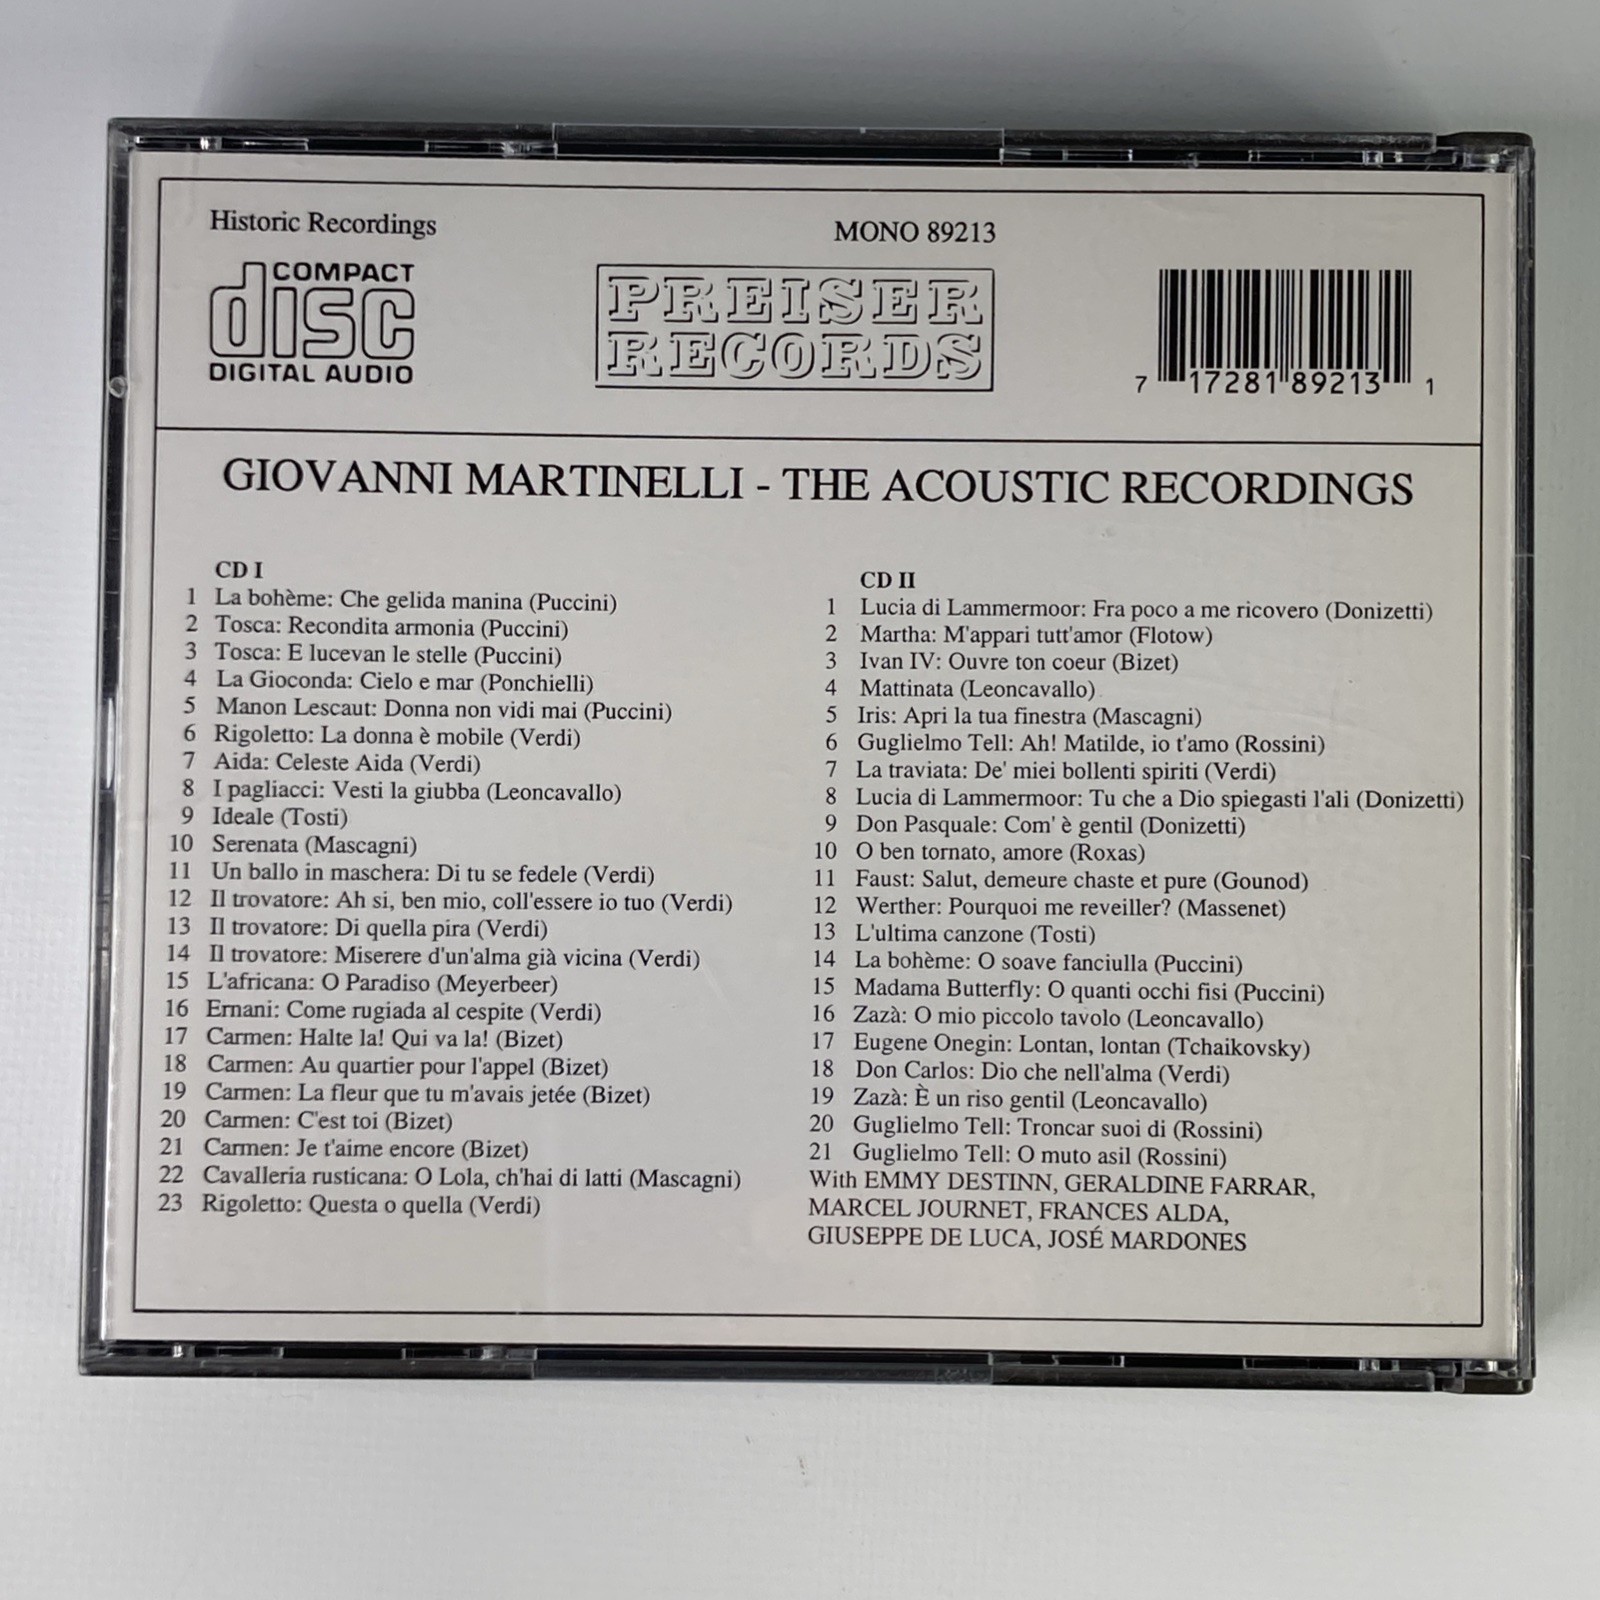 Historic Recordings
MONO 89213
COMPACT
disc
DIGITAL AUDIO
PREISER
RECORDS
7 17281 89213 1
GIOVANNI MARTINELLI - THE ACOUSTIC RECORDINGS
CD I
1 La bohème: Che gelida manina (Puccini)
2 Tosca: Recondita armonia (Puccini)
3 Tosca: E lucevan le stelle (Puccini)
4 La Gioconda: Cielo e mar (Ponchielli)
5 Manon Lescaut: Donna non vidi mai (Puccini)
6 Rigoletto: La donna è mobile (Verdi)
7 Aida: Celeste Aida (Verdi)
8 I pagliacci: Vesti la giubba (Leoncavallo)
9 Ideale (Tosti)
10 Serenata (Mascagni)
11 Un ballo in maschera: Di tu se fedele (Verdi)
12 Il trovatore: Ah si, ben mio, coll'essere io tuo (Verdi)
13 Il trovatore: Di quella pira (Verdi)
14 Il trovatore: Miserere d'un'alma già vicina (Verdi)
15 L'africana: O Paradiso (Meyerbeer)
16 Ernani: Come rugiada al cespite (Verdi)
17 Carmen: Halte la! Qui va la! (Bizet)
18 Carmen: Au quartier pour l'appel (Bizet)
19 Carmen: La fleur que tu m'avais jetée (Bizet)
20 Carmen: C'est toi (Bizet)
21 Carmen: Je t'aime encore (Bizet)
22 Cavalleria rusticana: O Lola, ch'hai di latti (Mascagni)
23 Rigoletto: Questa o quella (Verdi)
CD II
1 Lucia di Lammermoor: Fra poco a me ricovero (Donizetti)
2 Martha: M'appari tutt'amor (Flotow)
3 Ivan IV: Ouvre ton coeur (Bizet)
4 Mattinata (Leoncavallo)
5 Iris: Apri la tua finestra (Mascagni)
6 Guglielmo Tell: Ah! Matilde, io t'amo (Rossini)
7 La traviata: De' miei bollenti spiriti (Verdi)
8 Lucia di Lammermoor: Tu che a Dio spiegasti l'ali (Donizetti)
9 Don Pasquale: Com' è gentil (Donizetti)
10 O ben tornato, amore (Roxas)
11 Faust: Salut, demeure chaste et pure (Gounod)
12 Werther: Pourquoi me reveiller? (Massenet)
13 L'ultima canzone (Tosti)
14 La bohème: O soave fanciulla (Puccini)
15 Madama Butterfly: O quanti occhi fisi (Puccini)
16 Zazà: O mio piccolo tavolo (Leoncavallo)
17 Eugene Onegin: Lontan, lontan (Tchaikovsky)
18 Don Carlos: Dio che nell'alma (Verdi)
19 Zazà: È un riso gentil (Leoncavallo)
20 Guglielmo Tell: Troncar suoi di (Rossini)
21 Guglielmo Tell: O muto asil (Rossini)
With EMMY DESTINN, GERALDINE FARRAR,
MARCEL JOURNET, FRANCES ALDA,
GIUSEPPE DE LUCA, JOSÉ MARDONES